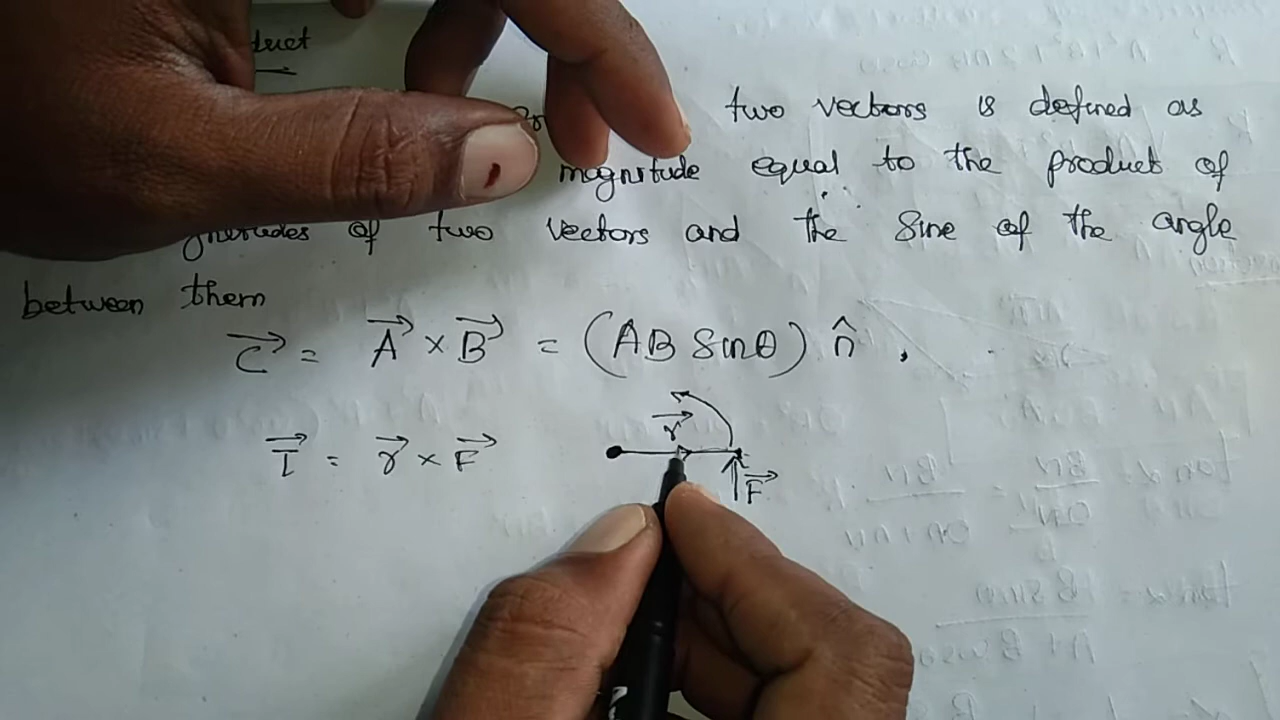 two vectors is defined as
magnitude equal to the product of
of two vectors and the Sine of the angle
between them
C⃗ = A⃗ × B⃗ = (AB Sinθ) n̂ .
τ⃗ = r⃗ × F⃗
r⃗
F⃗